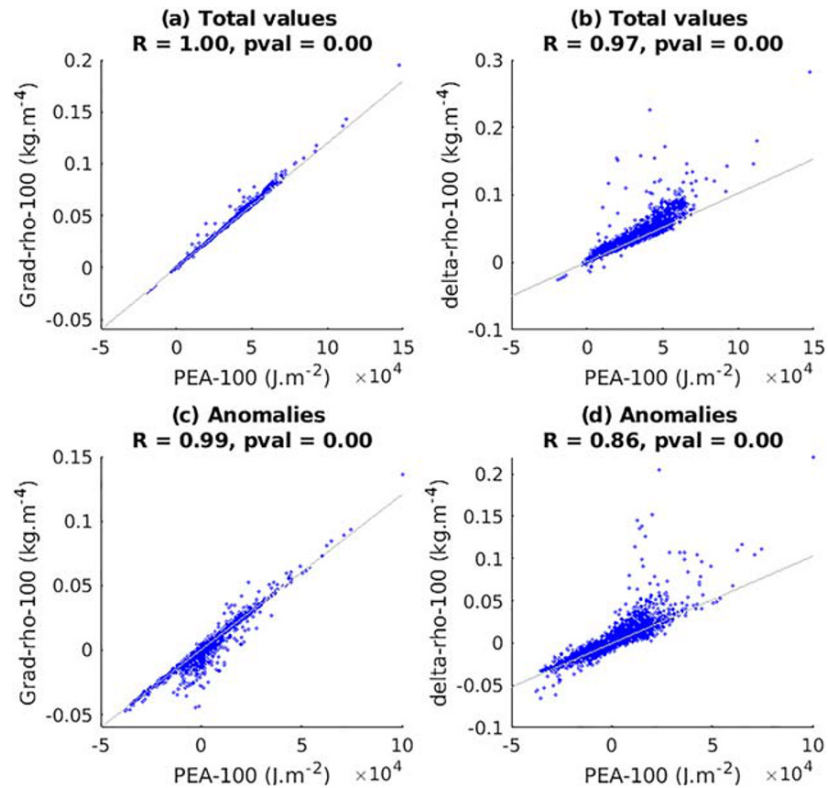 (a) Total values
R = 1.00, pval = 0.00
0.2
0.15
0.1
0.05
0
-0.05
Grad-rho-100 (kg.m-4)
-5 0 5 10 15
PEA-100 (J.m-2) ×104
(b) Total values
R = 0.97, pval = 0.00
0.3
0.2
0.1
0
-0.1
delta-rho-100 (kg.m-4)
-5 0 5 10 15
PEA-100 (J.m-2) ×104
(c) Anomalies
R = 0.99, pval = 0.00
0.15
0.1
0.05
0
-0.05
Grad-rho-100 (kg.m-4)
-5 0 5 10
PEA-100 (J.m-2) ×104
(d) Anomalies
R = 0.86, pval = 0.00
0.2
0.15
0.1
0.05
0
-0.05
-0.1
delta-rho-100 (kg.m-4)
-5 0 5 10
PEA-100 (J.m-2) ×104